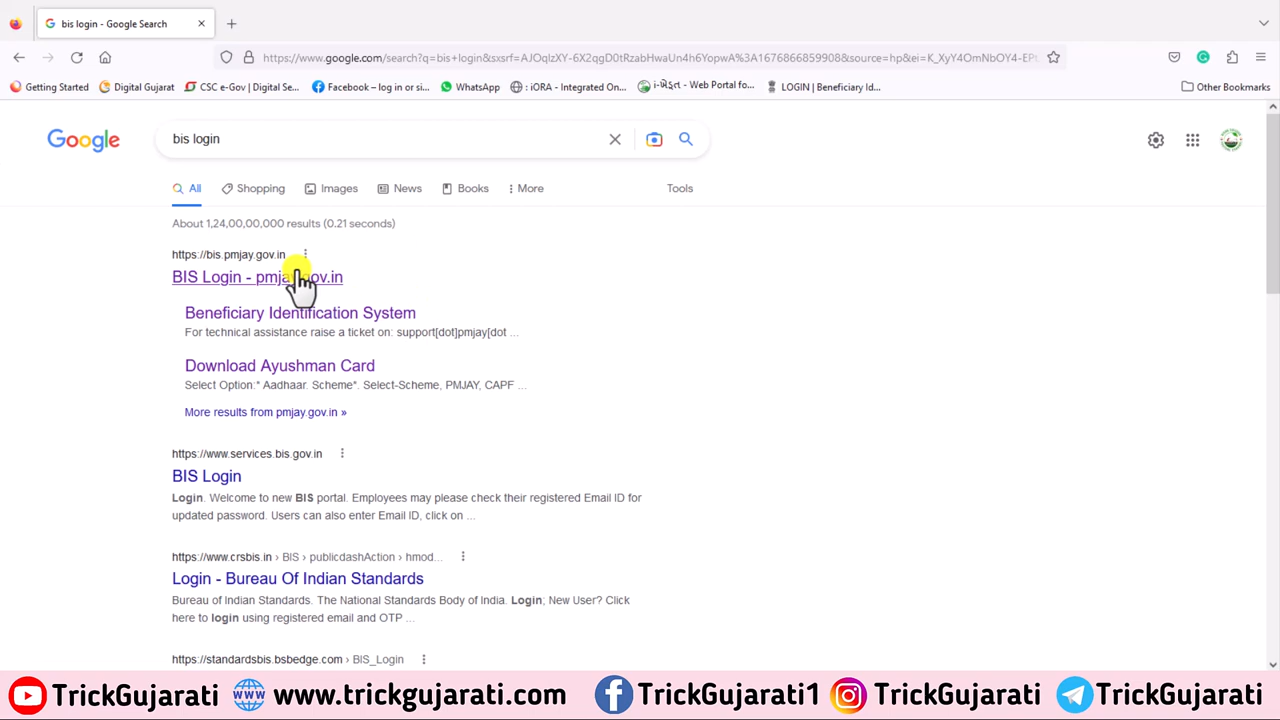 bis login - Google Search
https://www.google.com/search?q=bis+login&sxsrf=AJOqlzXY-6X2qgD0tRzabHwaUn4h6YopwA%3A1676866859908&source=hp&ei=K_XyY4OmNbOY4-EP
Getting Started
Digital Gujarat
CSC e-Gov | Digital Se...
Facebook – log in or si...
WhatsApp
: iORA - Integrated On...
- Web Portal fo...
LOGIN | Beneficiary Id...
Other Bookmarks
Google
bis login
All
Shopping
Images
News
Books
More
Tools
About 1,24,00,00,000 results (0.21 seconds)
https://bis.pmjay.gov.in
BIS Login - pmjay.gov.in
Beneficiary Identification System
For technical assistance raise a ticket on: support[dot]pmjay[dot ...
Download Ayushman Card
Select Option:* Aadhaar. Scheme*. Select-Scheme, PMJAY, CAPF ...
More results from pmjay.gov.in »
https://www.services.bis.gov.in
BIS Login
Login. Welcome to new BIS portal. Employees may please check their registered Email ID for
updated password. Users can also enter Email ID, click on ...
https://www.crsbis.in › BIS › publicdashAction › hmod...
Login - Bureau Of Indian Standards
Bureau of Indian Standards. The National Standards Body of India. Login; New User? Click
here to login using registered email and OTP ...
https://standardsbis.bsbedge.com › BIS_Login
TrickGujarati
www.trickgujarati.com
TrickGujarati1
TrickGujarati
TrickGujarati